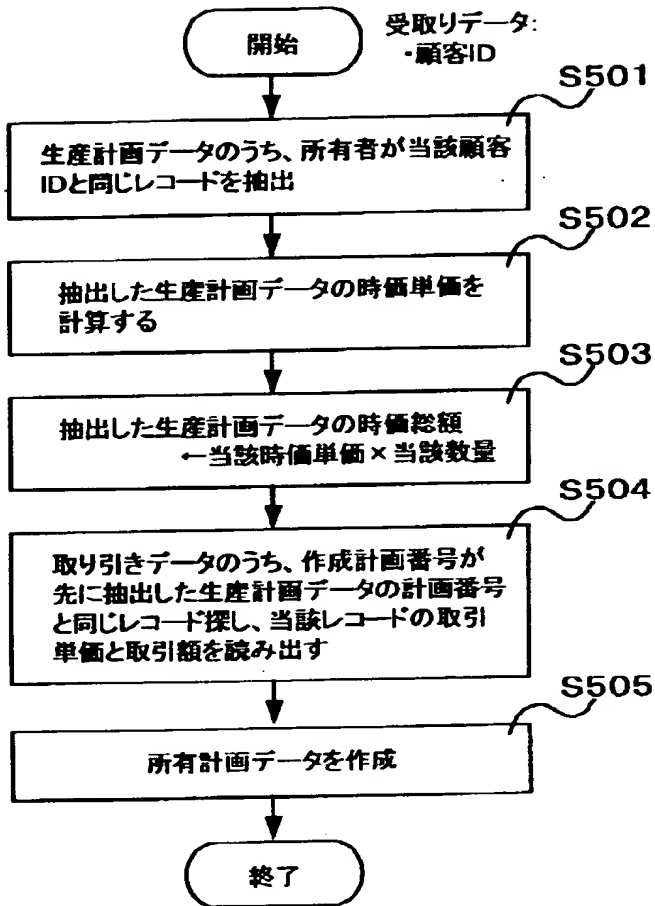 開始
受取りデータ:
・顧客ID
S501
生産計画データのうち、所有者が当該顧客
IDと同じレコードを抽出
S502
抽出した生産計画データの時価単価を
計算する
S503
抽出した生産計画データの時価総額
←当該時価単価×当該数量
S504
取り引きデータのうち、作成計画番号が
先に抽出した生産計画データの計画番号
と同じレコード探し、当該レコードの取引
単価と取引額を読み出す
S505
所有計画データを作成
終了